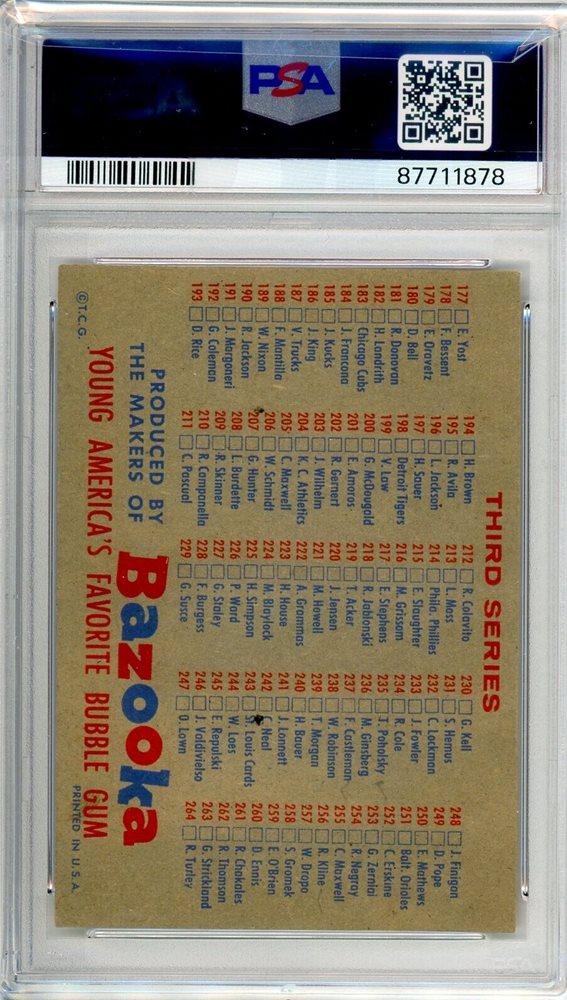 PSA
87711878
THIRD SERIES
177 E. Yost
178 F. Bessent
179 E. Oravetz
180 D. Bell
181 R. Donovan
182 H. Landrith
183 Chicago Cubs
184 J. Francona
185 J. Kucks
186 J. King
187 V. Trucks
188 F. Mantilla
189 W. Nixon
190 R. Jackson
191 J. Margoneri
192 G. Coleman
193 D. Rice
194 H. Brown
195 R. Avila
196 L. Jackson
197 H. Sauer
198 Detroit Tigers
199 V. Law
200 G. McDougald
201 E. Amoros
202 R. Gernert
203 J. Wilhelm
204 K. C. Athletics
205 C. Maxwell
206 W. Schmidt
207 G. Hunter
208 L. Burdette
209 R. Skinner
210 R. Campanella
211 C. Pascual
212 R. Colavito
213 L. Moss
214 Phila. Phillies
215 E. Slaughter
216 M. Grissom
217 E. Stephens
218 R. Jablonski
219 T. Acker
220 J. Jensen
221 M. Howell
222 A. Grammas
223 H. House
224 M. Blaylock
225 H. Simpson
226 P. Ward
227 G. Staley
228 F. Burgess
229 G. Susce
230 G. Kell
231 S. Hemus
232 C. Lockman
233 J. Fowler
234 R. Cole
235 T. Poholsky
236 M. Ginsberg
237 F. Castleman
238 W. Robinson
239 T. Morgan
240 H. Bauer
241 J. Lonnett
242 C. Neal
243 St. Louis Cards
244 W. Loes
245 E. Repulski
246 J. Valdivielso
247 O. Lown
248 J. Finigan
249 D. Pope
250 E. Mathews
251 Balt. Orioles
252 C. Erskine
253 G. Zerniai
254 R. Negray
255 C. Maxwell
256 R. Kline
257 W. Dropo
258 S. Gromek
259 E. O'Brien
260 D. Ennis
261 R. Chakales
262 R. Thomson
263 G. Strickland
264 R. Turley
PRODUCED BY
THE MAKERS OF
Bazooka
YOUNG AMERICA'S FAVORITE BUBBLE GUM
© T.C.G.
PRINTED IN U.S.A.
PSA